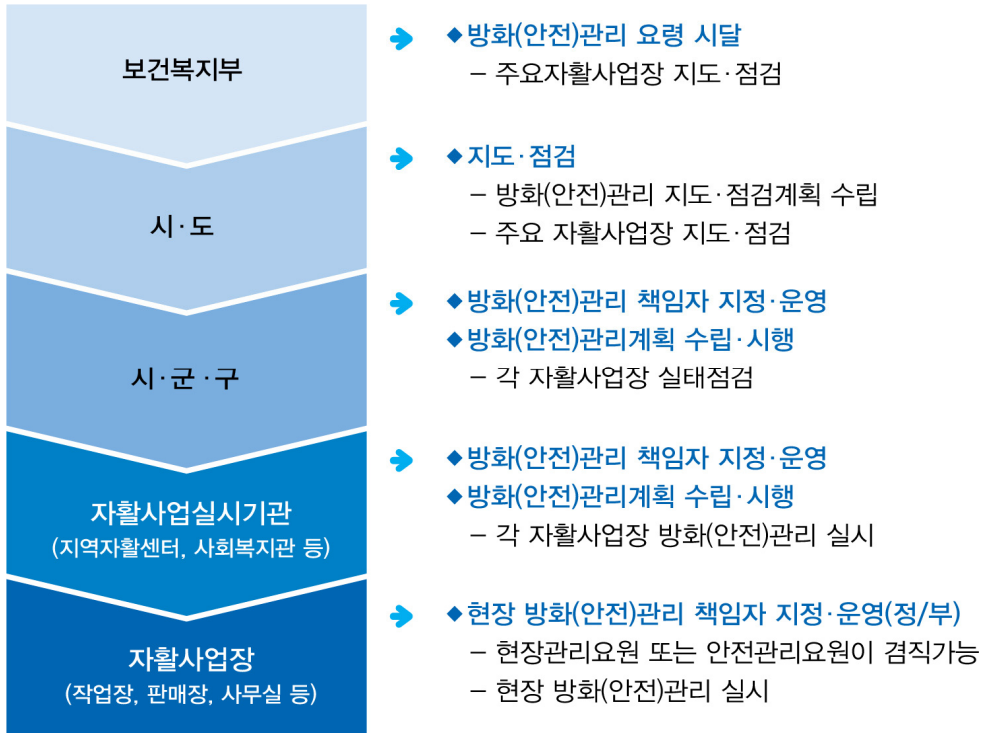 보건복지부
◆방화(안전)관리 요령 시달
– 주요자활사업장 지도·점검
시·도
◆지도·점검
– 방화(안전)관리 지도·점검계획 수립
– 주요 자활사업장 지도·점검
시·군·구
◆방화(안전)관리 책임자 지정·운영
◆방화(안전)관리계획 수립·시행
– 각 자활사업장 실태점검
자활사업실시기관
(지역자활센터, 사회복지관 등)
◆방화(안전)관리 책임자 지정·운영
◆방화(안전)관리계획 수립·시행
– 각 자활사업장 방화(안전)관리 실시
자활사업장
(작업장, 판매장, 사무실 등)
◆현장 방화(안전)관리 책임자 지정·운영(정/부)
– 현장관리요원 또는 안전관리요원이 겸직가능
– 현장 방화(안전)관리 실시